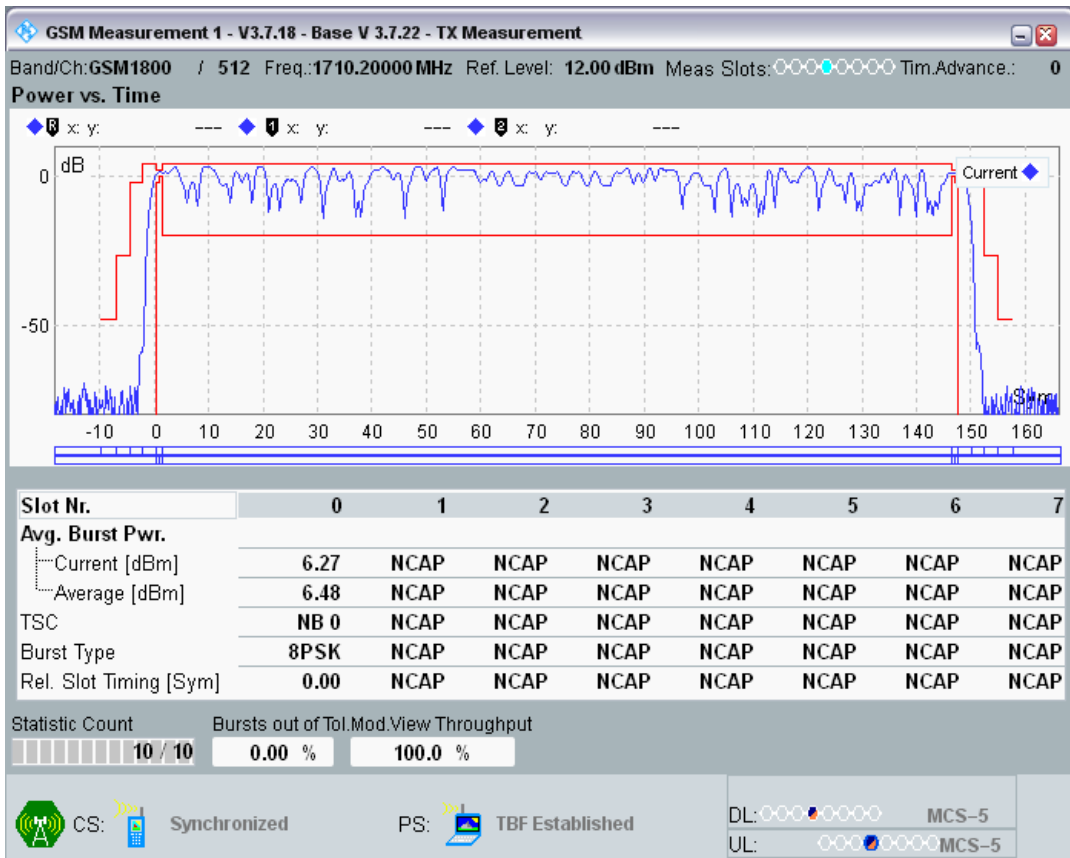 GSM Measurement 1 - V3.7.18 - Base V 3.7.22 - TX Measurement
Band/Ch:GSM1800 / 512 Freq.:1710.20000 MHz Ref. Level: 12.00 dBm Meas Slots: Tim.Advance.: 0
Power vs. Time
R x: y: --- 1 x: y: --- 2 x: y: ---
dB
Current
0
-50
Sym
-10 0 10 20 30 40 50 60 70 80 90 100 110 120 130 140 150 160
Slot Nr. 0 1 2 3 4 5 6 7
Avg. Burst Pwr.
Current [dBm] 6.27 NCAP NCAP NCAP NCAP NCAP NCAP NCAP
Average [dBm] 6.48 NCAP NCAP NCAP NCAP NCAP NCAP NCAP
TSC NB 0 NCAP NCAP NCAP NCAP NCAP NCAP NCAP
Burst Type 8PSK NCAP NCAP NCAP NCAP NCAP NCAP NCAP
Rel. Slot Timing [Sym] 0.00 NCAP NCAP NCAP NCAP NCAP NCAP NCAP
Statistic Count Bursts out of Tol.Mod.View Throughput
10 / 10 0.00 % 100.0 %
CS: Synchronized PS: TBF Established
DL: MCS-5
UL: MCS-5